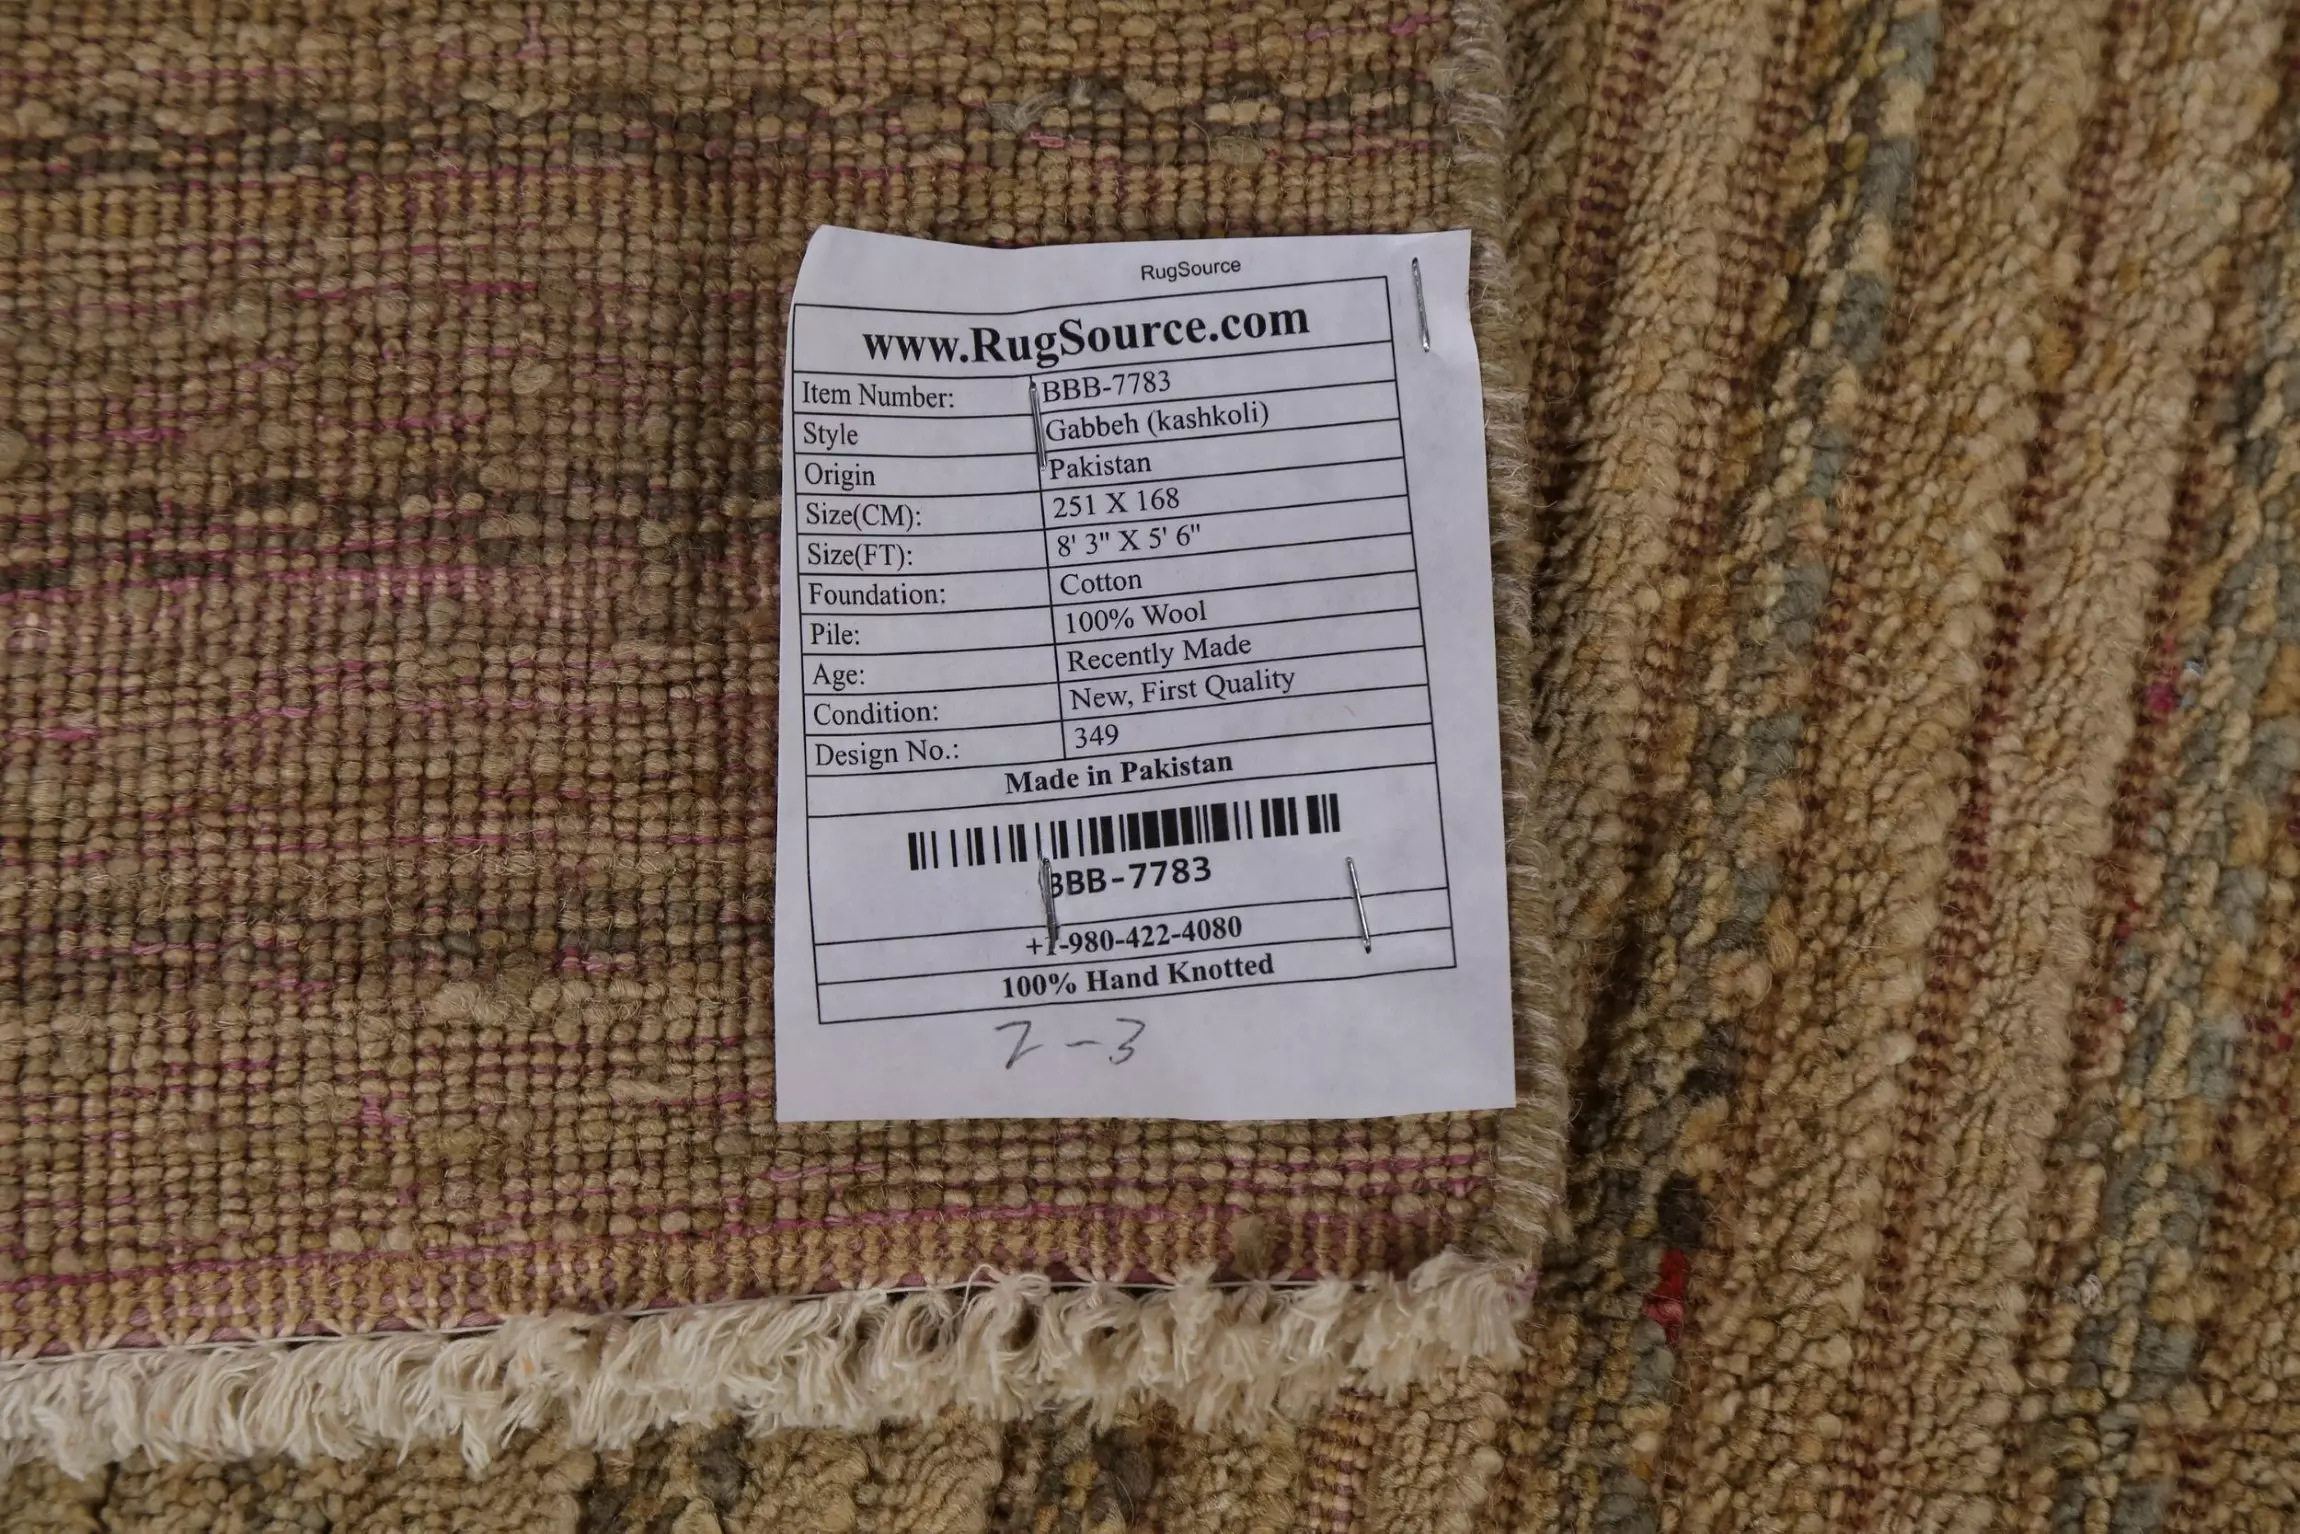 RugSource
www.RugSource.com
Item Number: BBB-7783
Style Gabbeh (kashkoli)
Origin Pakistan
Size(CM): 251 X 168
Size(FT): 8' 3" X 5' 6"
Foundation: Cotton
Pile: 100% Wool
Age: Recently Made
Condition: New, First Quality
Design No.: 349
Made in Pakistan
BBB-7783
+1-980-422-4080
100% Hand Knotted
7-3